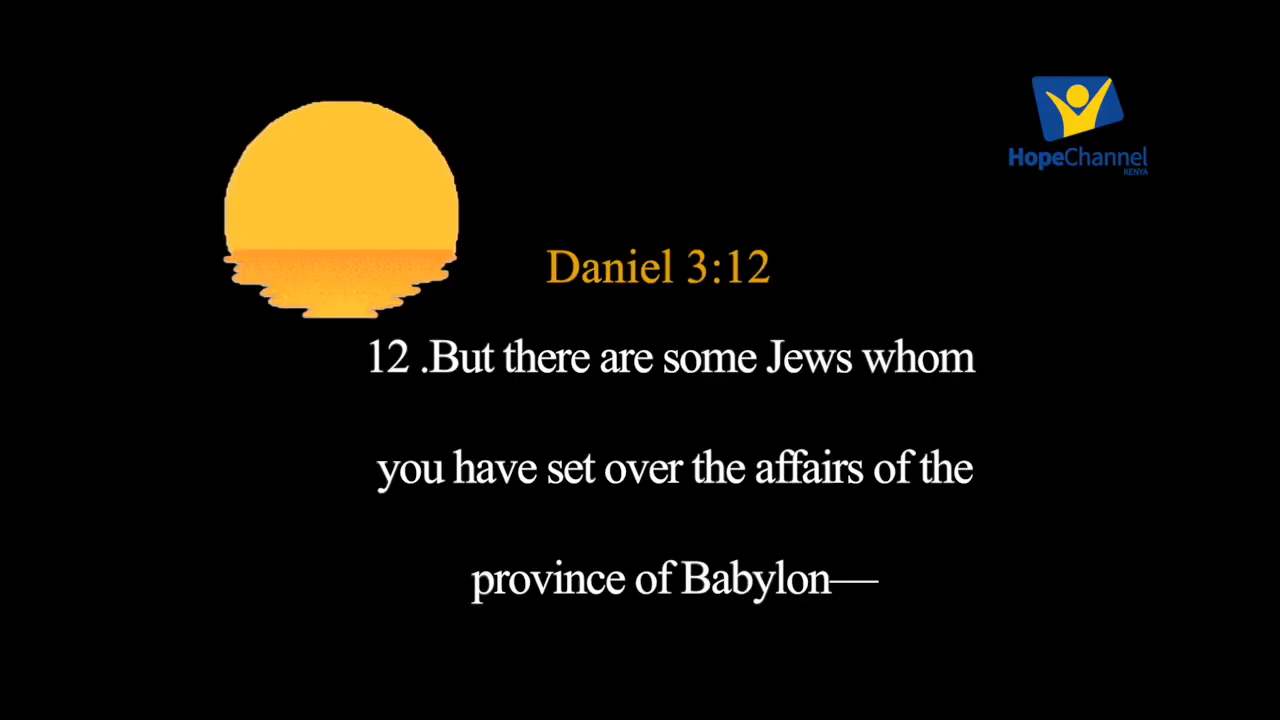 HopeChannel
KENYA
Daniel 3:12
12 .But there are some Jews whom
you have set over the affairs of the
province of Babylon—